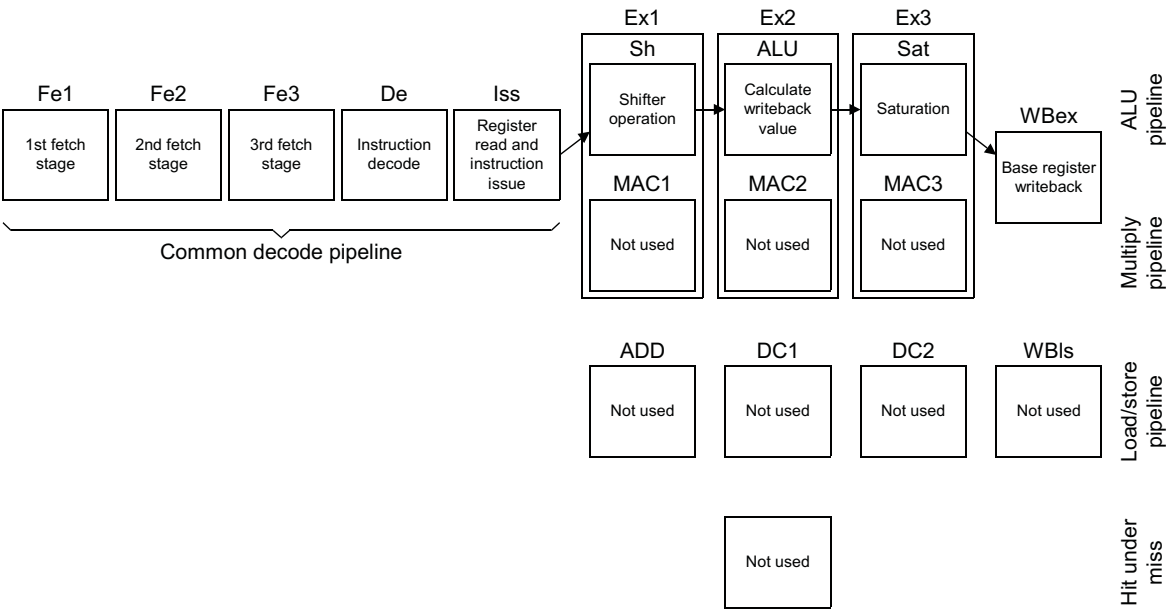 Ex1
Ex2
Ex3
Sh
ALU
Sat
Fe1
Fe2
Fe3
De
Iss
WBex
1st fetch
stage
2nd fetch
stage
3rd fetch
stage
Instruction
decode
Register
read and
instruction
issue
Shifter
operation
Calculate
writeback
value
Saturation
Base register
writeback
ALU
pipeline
Common decode pipeline
MAC1
MAC2
MAC3
Not used
Not used
Not used
Multiply
pipeline
ADD
DC1
DC2
WBls
Not used
Not used
Not used
Not used
Load/store
pipeline
Not used
Hit under
miss